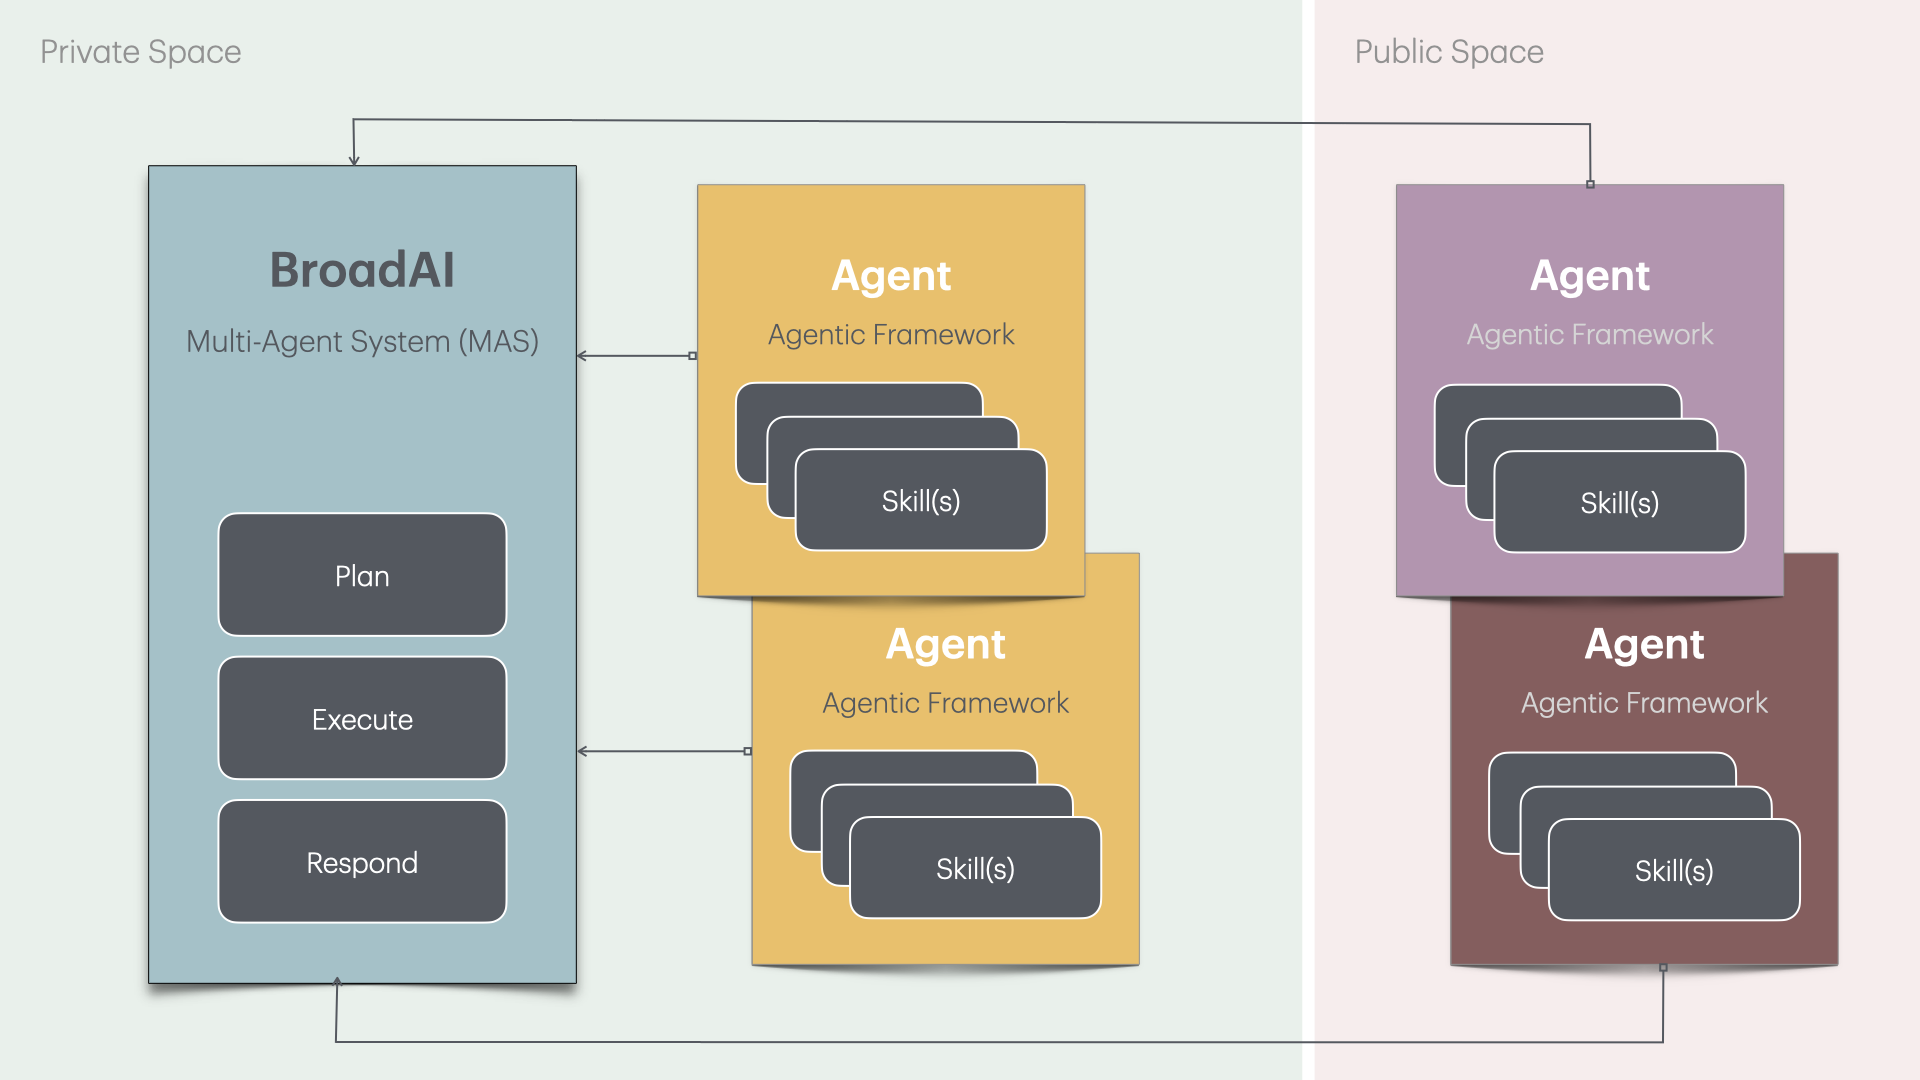 Private Space
Public Space
BroadAI
Multi-Agent System (MAS)
Plan
Execute
Respond
Agent
Agentic Framework
Skill(s)
Agent
Agentic Framework
Skill(s)
Agent
Agentic Framework
Skill(s)
Agent
Agentic Framework
Skill(s)